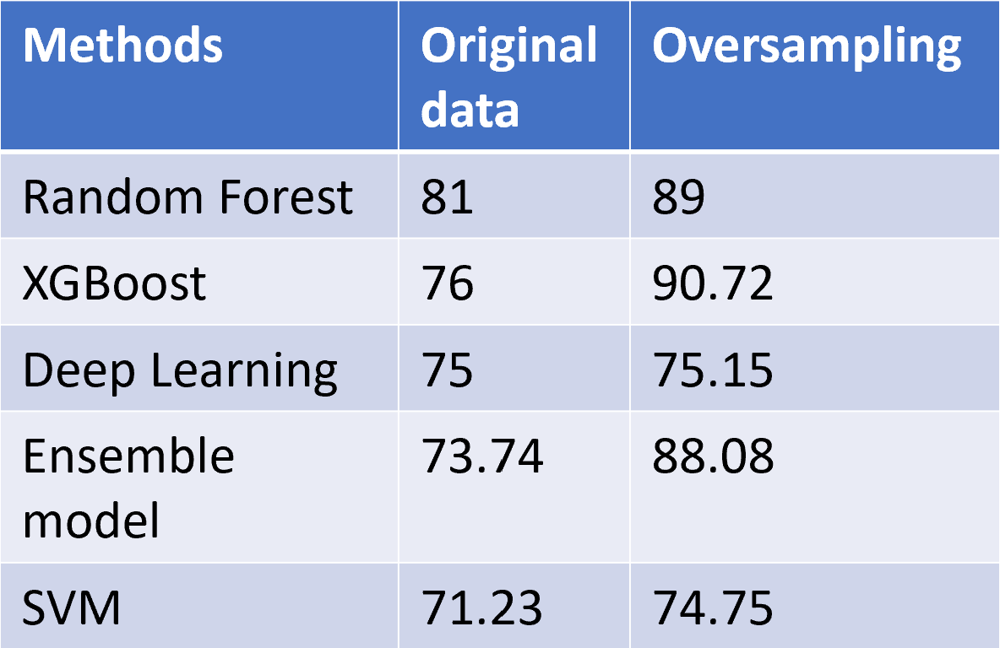 Methods Original Oversampling
data
Random Forest 81 89
XGBoost 76 90.72
Deep Learning 75 75.15
Ensemble 73.74 88.08
model
SVM 71.23 74.75